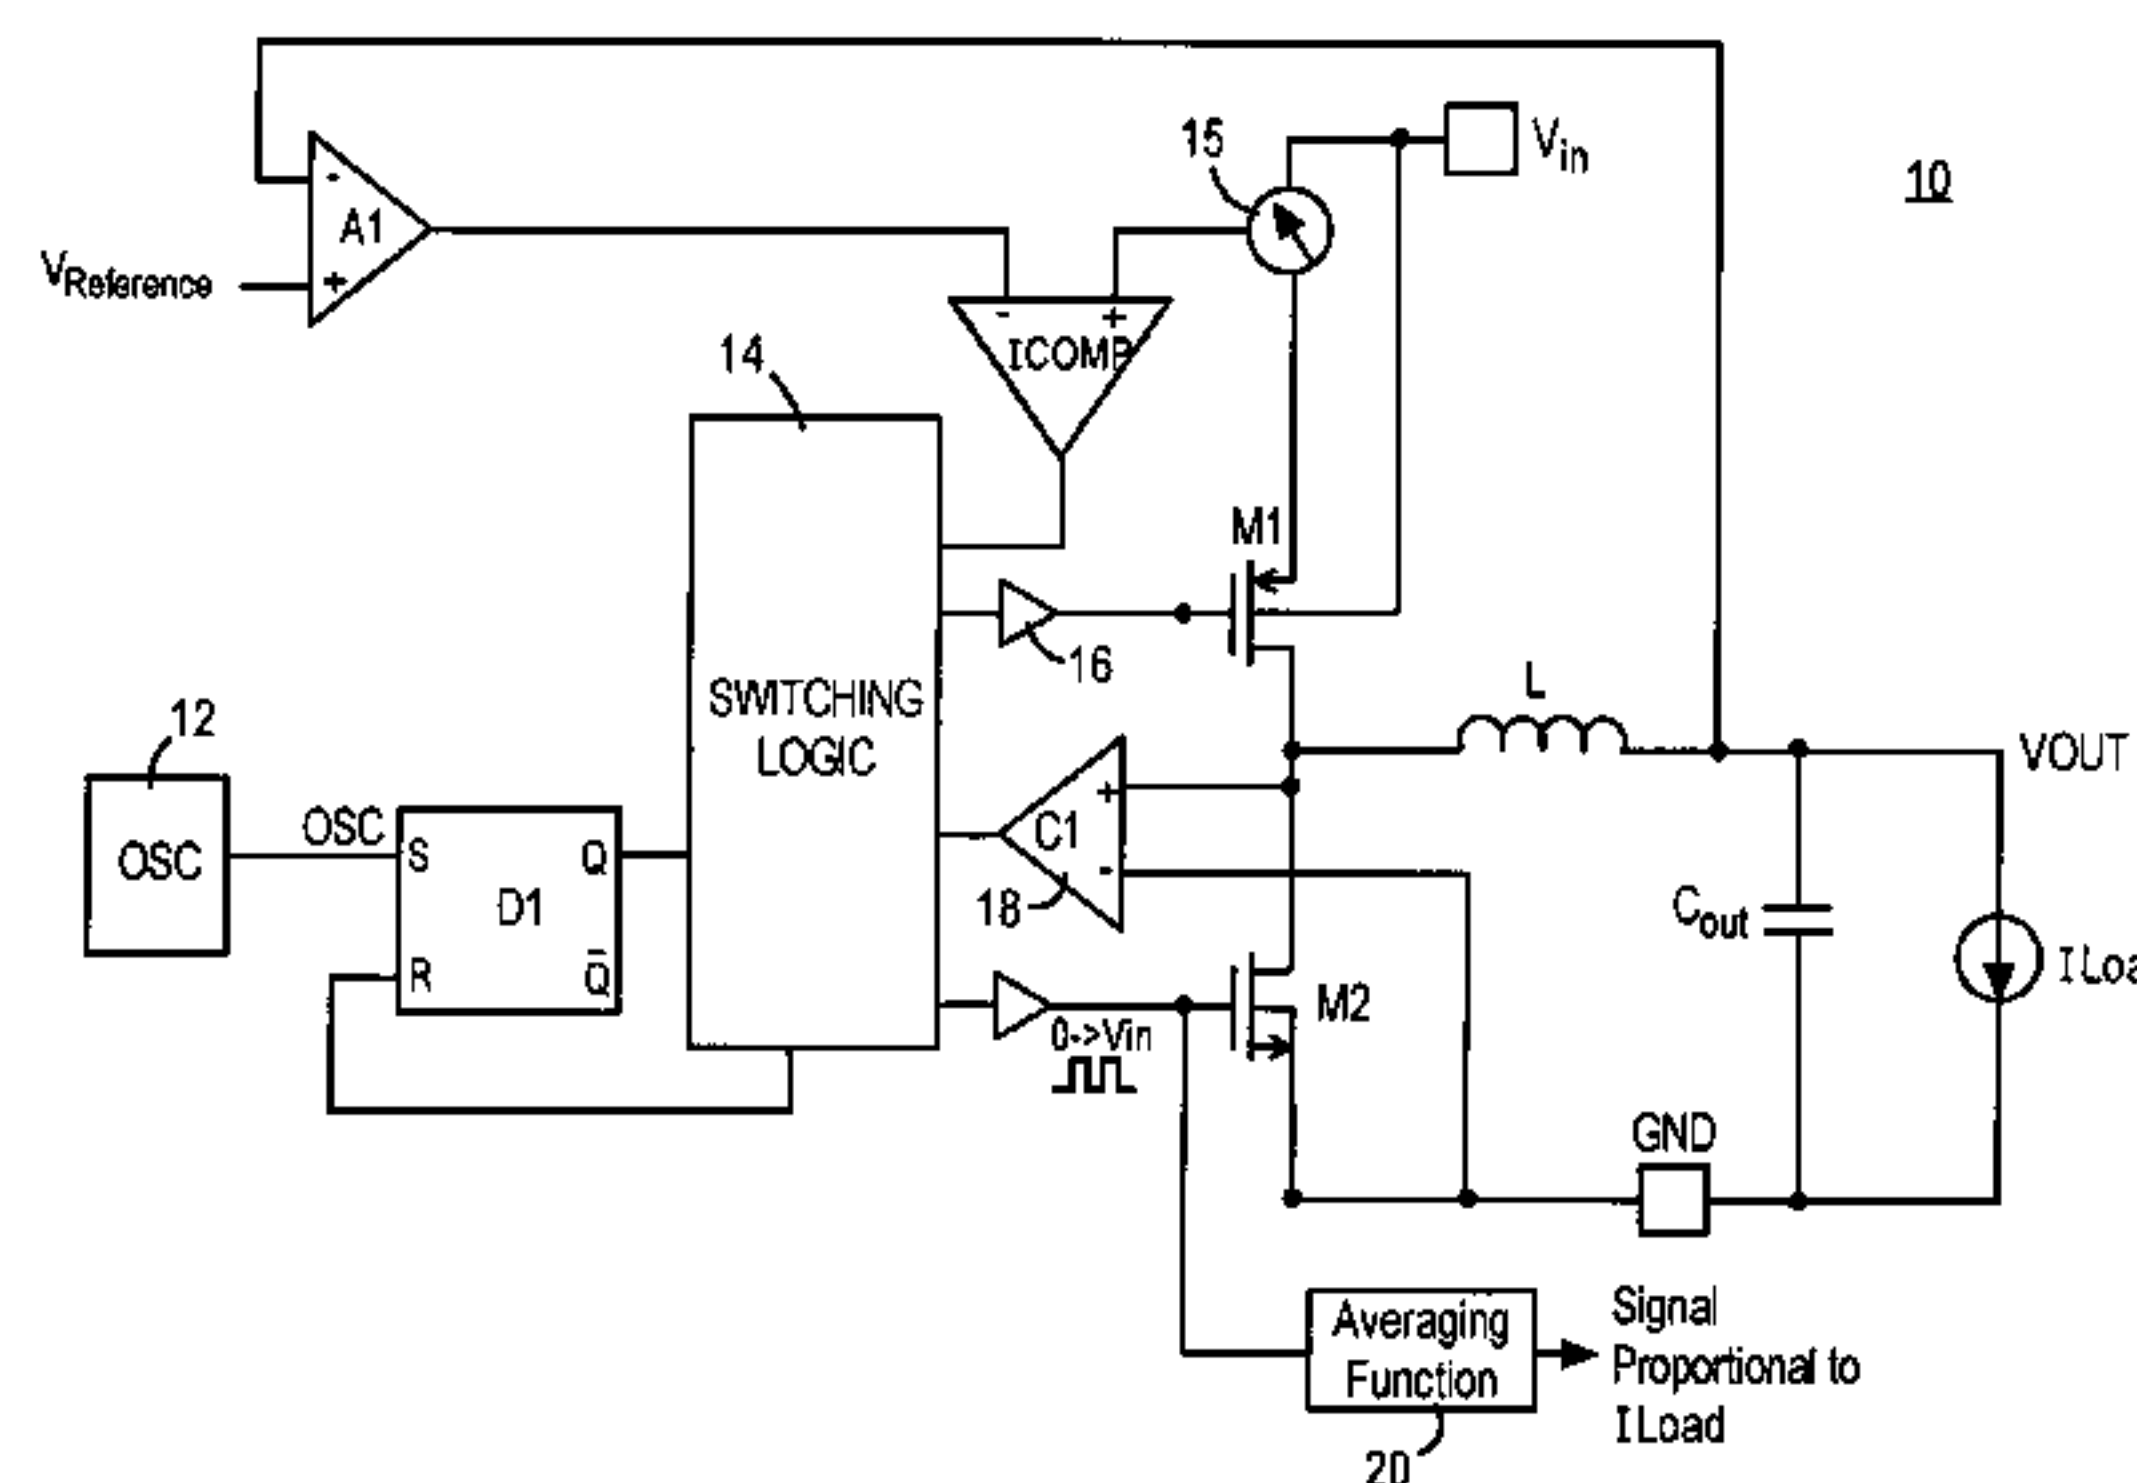 15
Vin
10
-
A1
+
VReference
- +
ICOMP
14
M1
16
L
SWITCHING
LOGIC
12
VOUT
OSC
OSC
S
Q
D1
R
Q̄
+
C1
-
18
Cout
ILoa
M2
0->Vin
GND
Averaging
Function
Signal
Proportional to
ILoad
20